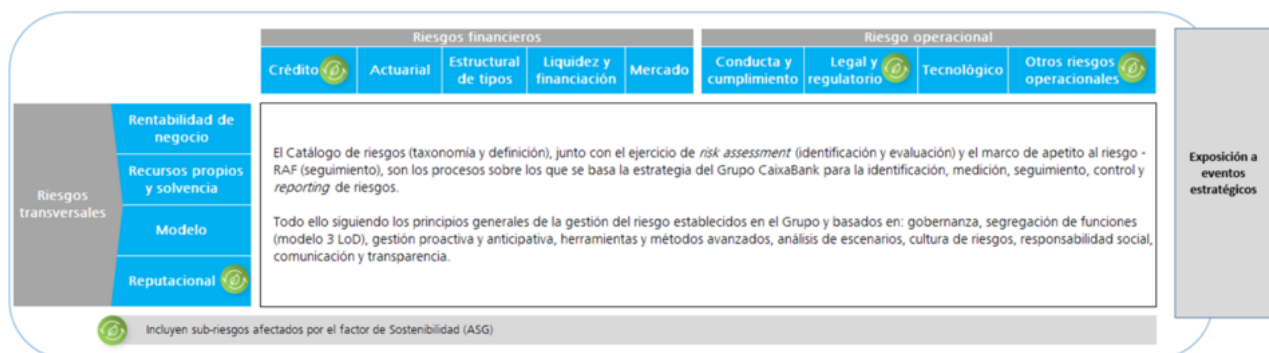 Riesgos financieros
Riesgo operacional
Crédito
Actuarial
Estructural
de tipos
Liquidez y
financiación
Mercado
Conducta y
cumplimiento
Legal y
regulatorio
Tecnológico
Otros riesgos
operacionales
Riesgos
transversales
Rentabilidad de
negocio
Recursos propios
y solvencia
Modelo
Reputacional
El Catálogo de riesgos (taxonomía y definición), junto con el ejercicio de risk assessment (identificación y evaluación) y el marco de apetito al riesgo -
RAF (seguimiento), son los procesos sobre los que se basa la estrategia del Grupo CaixaBank para la identificación, medición, seguimiento, control y
reporting de riesgos.
Todo ello siguiendo los principios generales de la gestión del riesgo establecidos en el Grupo y basados en: gobernanza, segregación de funciones
(modelo 3 LoD), gestión proactiva y anticipativa, herramientas y métodos avanzados, análisis de escenarios, cultura de riesgos, responsabilidad social,
comunicación y transparencia.
Exposición a
eventos
estratégicos
Incluyen sub-riesgos afectados por el factor de Sostenibilidad (ASG)